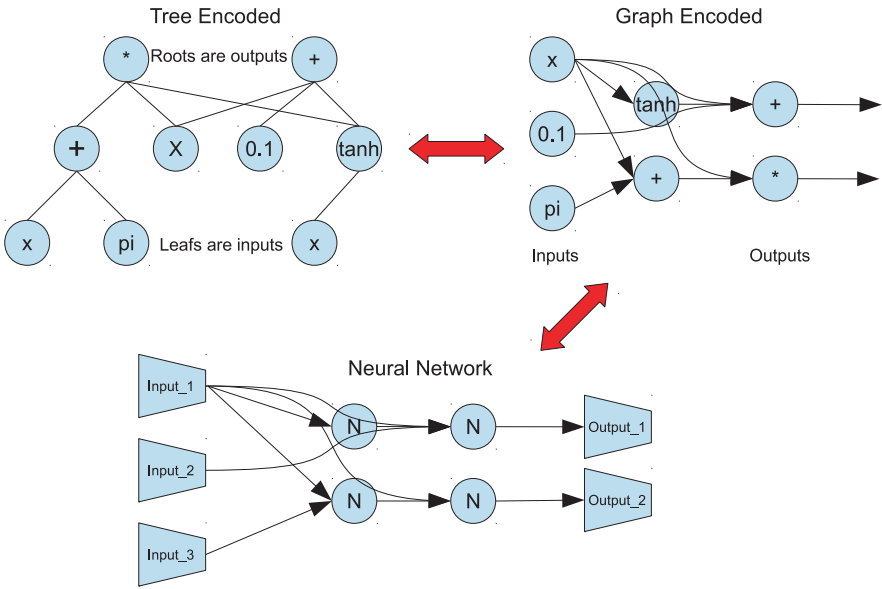 Tree Encoded
* Roots are outputs +
+ X 0.1 tanh
x pi Leafs are inputs x
Graph Encoded
x
tanh +
0.1
+ *
pi
Inputs Outputs
Neural Network
Input_1
N N Output_1
Input_2
N N Output_2
Input_3